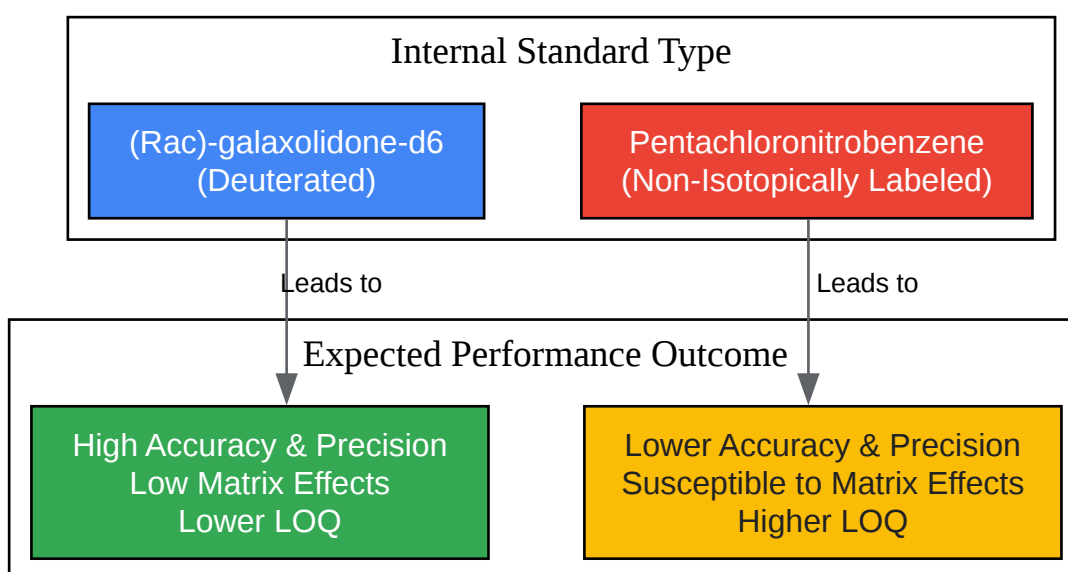 Internal Standard Type
(Rac)-galaxolidone-d6
(Deuterated)
Pentachloronitrobenzene
(Non-Isotopically Labeled)
Leads to
Leads to
Expected Performance Outcome
High Accuracy & Precision
Low Matrix Effects
Lower LOQ
Lower Accuracy & Precision
Susceptible to Matrix Effects
Higher LOQ